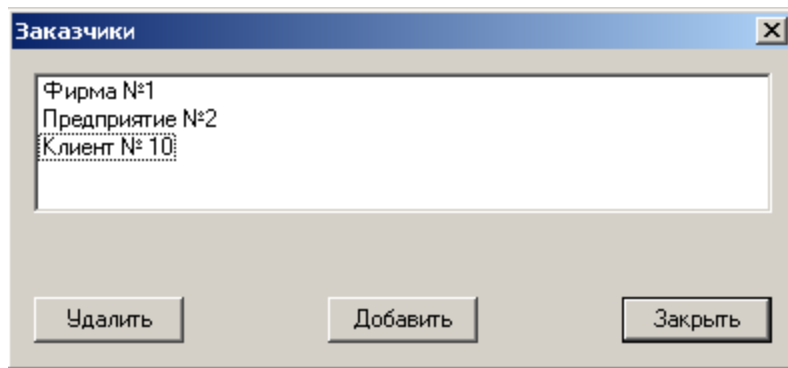 Заказчики
Фирма №1
Предприятие №2
Клиент № 10
Удалить Добавить Закрыть